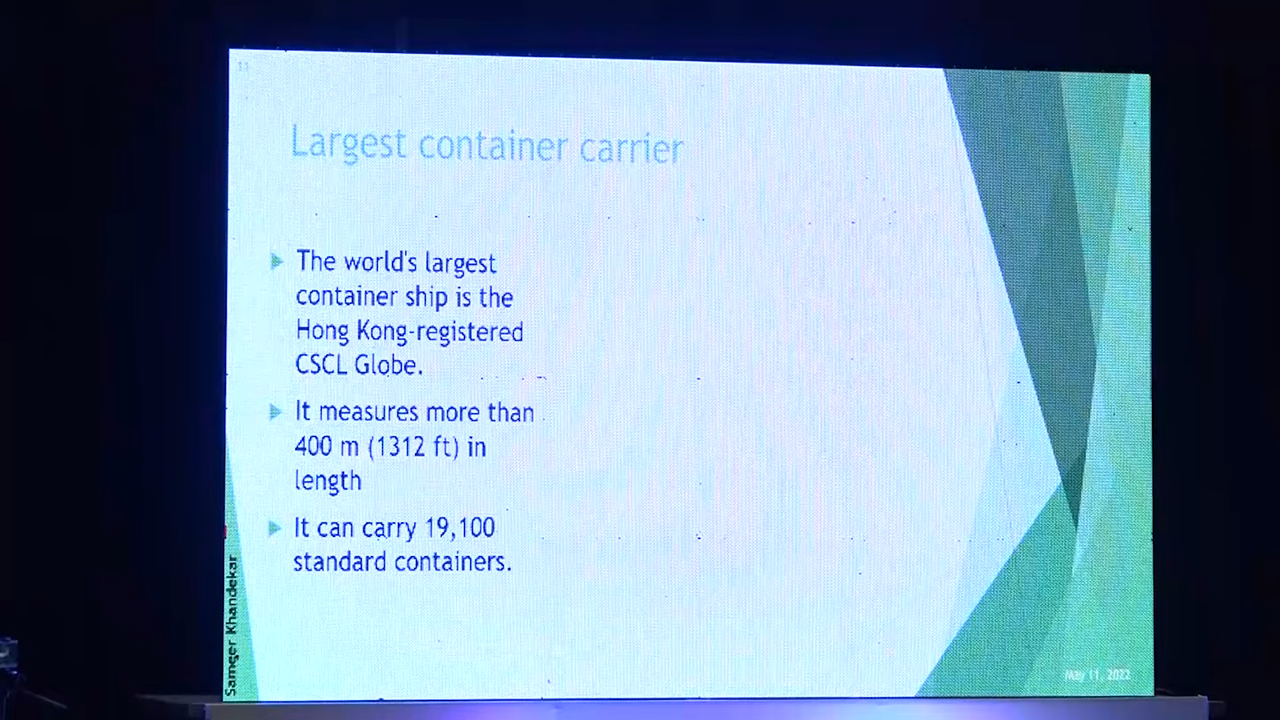 11
Largest container carrier
The world's largest
container ship is the
Hong Kong-registered
CSCL Globe.
It measures more than
400 m (1312 ft) in
length
It can carry 19,100
standard containers.
Sameer Khandekar
May 11, 2022